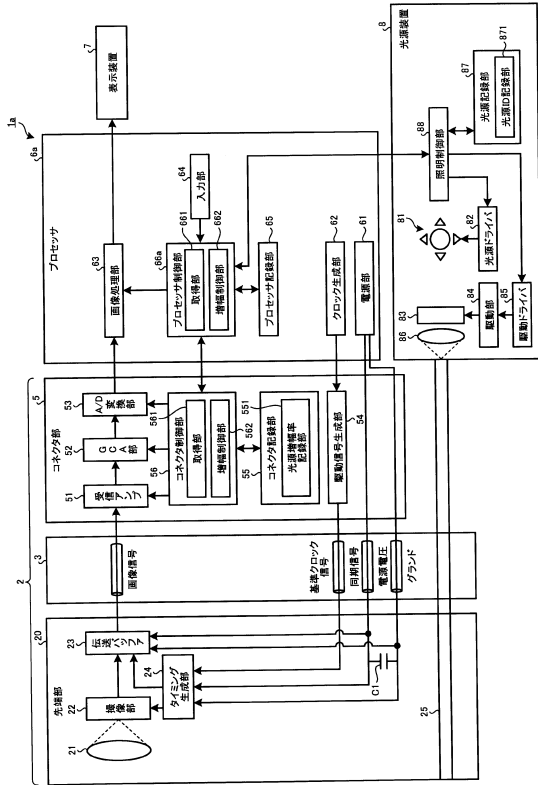 1a
2
20
先端部
21
22
撮像部
23
伝送バッファ
24
タイミング
生成部
C1
25
3
画像信号
基準クロック
信号
同期信号
電源電圧
グランド
5
コネクタ部
51
受信アンプ
52
GCA部
53
A/D
変換部
56
コネクタ制御部
561
取得部
562
増幅制御部
55
コネクタ記録部
551
光源増幅率
記録部
54
駆動信号生成部
6a
プロセッサ
63
画像処理部
66a
プロセッサ制御部
661
取得部
662
増幅制御部
64
入力部
65
プロセッサ記録部
62
クロック生成部
61
電源部
7
表示装置
8
光源装置
81
82
光源ドライバ
83
84
駆動部
85
駆動ドライバ
86
87
光源記録部
871
光源ID記録部
88
照明制御部